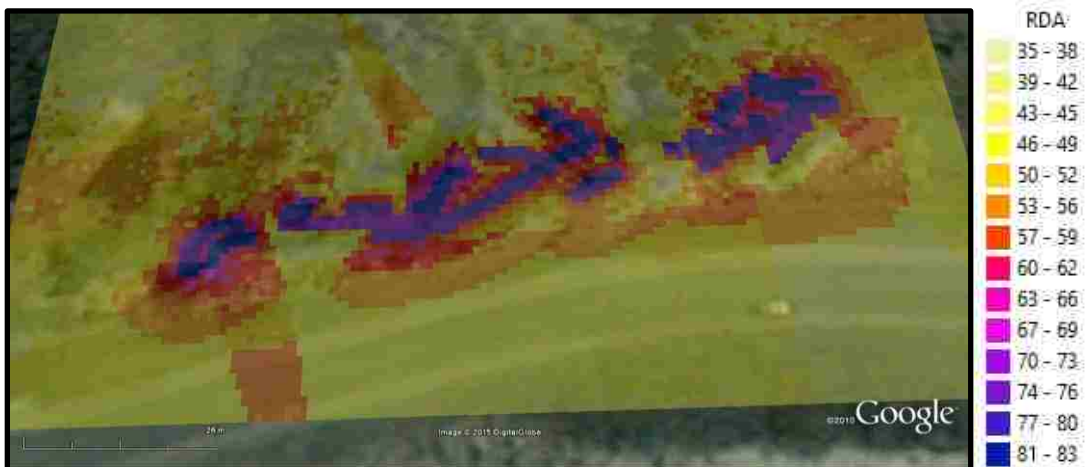 RDA
35 - 38
39 - 42
43 - 45
46 - 49
50 - 52
53 - 56
57 - 59
60 - 62
63 - 66
67 - 69
70 - 73
74 - 76
77 - 80
81 - 83
26 m
Image © 2015 DigitalGlobe
©2010 Google